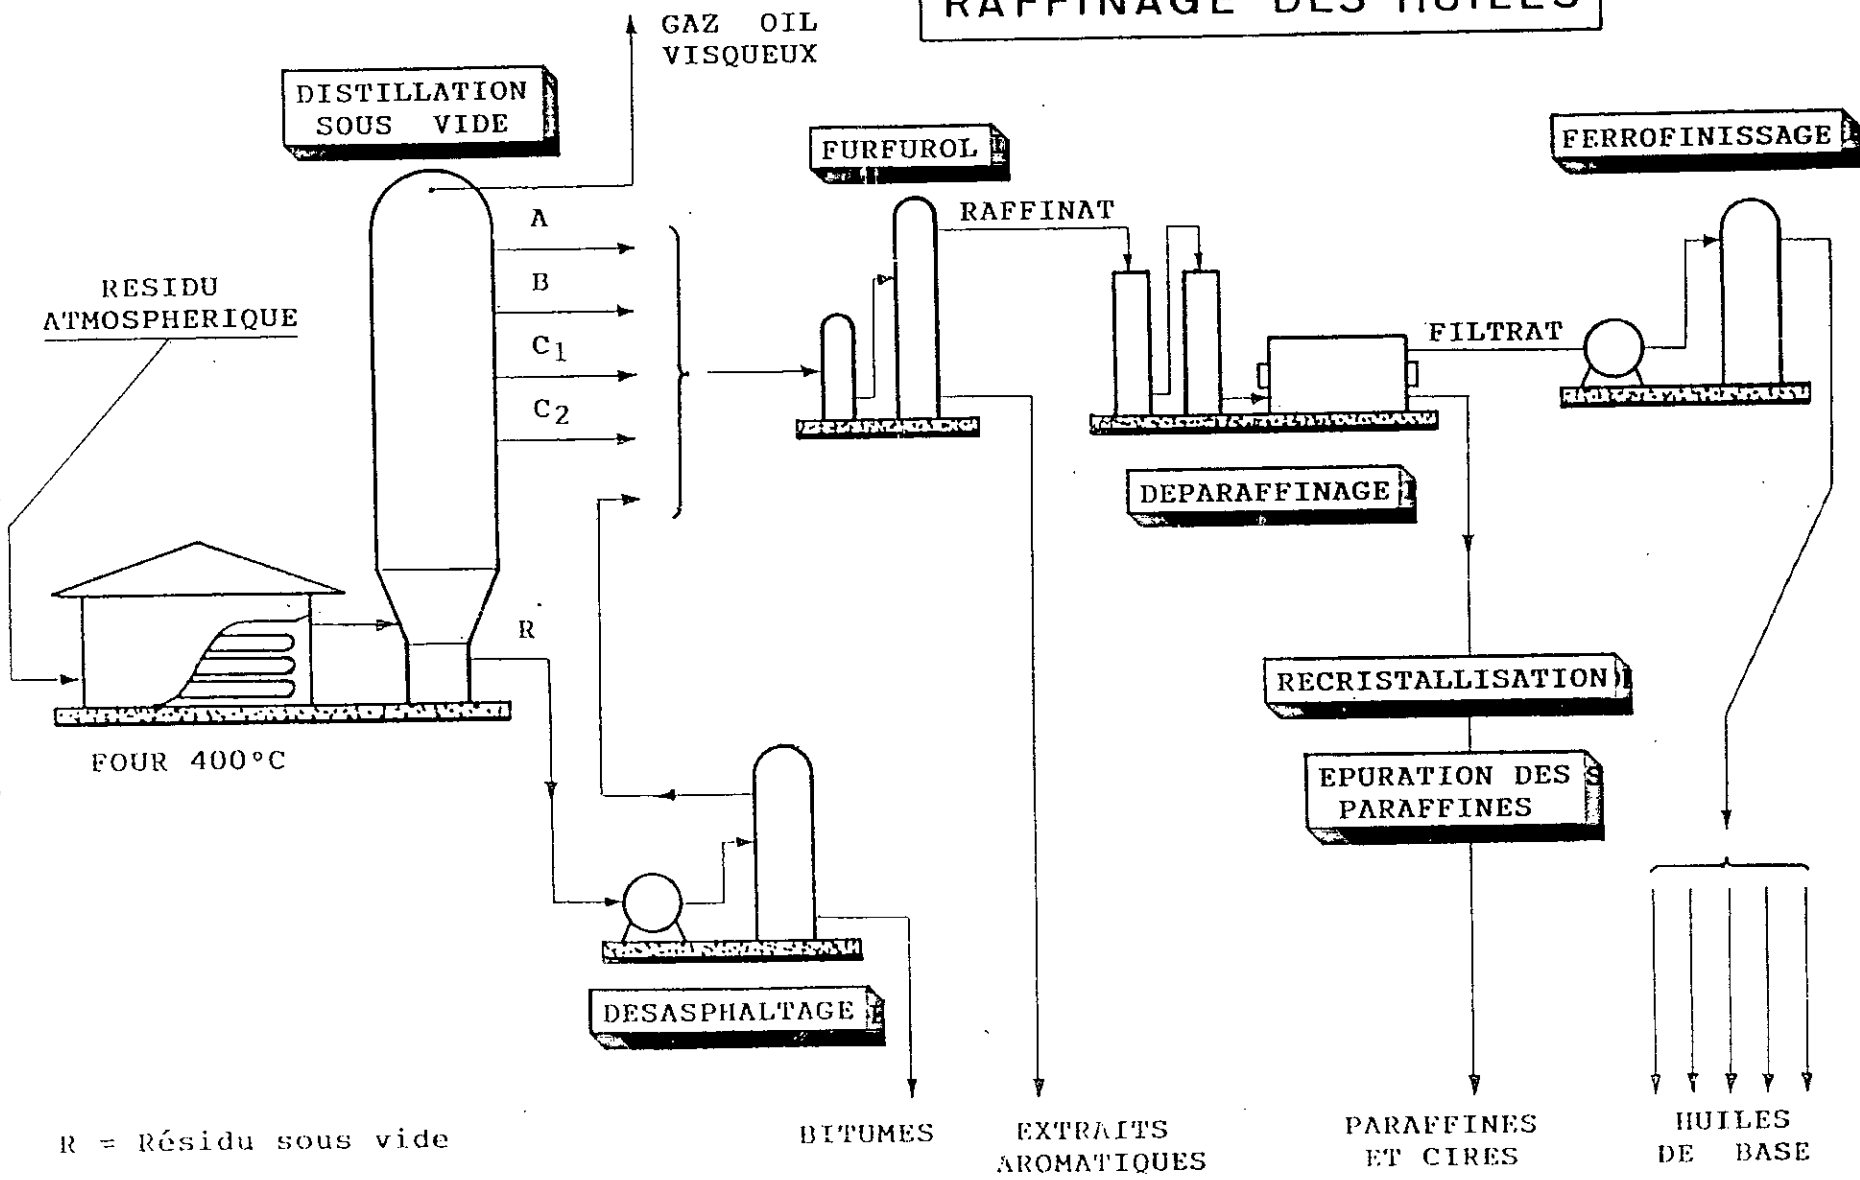 RAFFINAGE DES HUILES
GAZ OIL
VISQUEUX
DISTILLATION
SOUS VIDE
FURFUROL
FERROFINISSAGE
A
B
C1
C2
RAFFINAT
RESIDU
ATMOSPHERIQUE
FILTRAT
DEPARAFFINAGE
R
RECRISTALLISATION
FOUR 400°C
EPURATION DES
PARAFFINES
DESASPHALTAGE
R = Résidu sous vide
BITUMES
EXTRAITS
AROMATIQUES
PARAFFINES
ET CIRES
HUILES
DE BASE